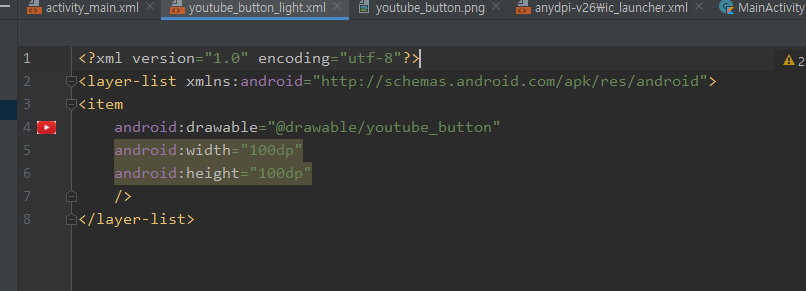 activity_main.xml youtube_button_light.xml youtube_button.png anydpi-v26₩ic_launcher.xml MainActivity
1 <?xml version="1.0" encoding="utf-8"?> 2
2 <layer-list xmlns:android="http://schemas.android.com/apk/res/android">
3 <item
4 android:drawable="@drawable/youtube_button"
5 android:width="100dp"
6 android:height="100dp"
7 />
8 </layer-list>